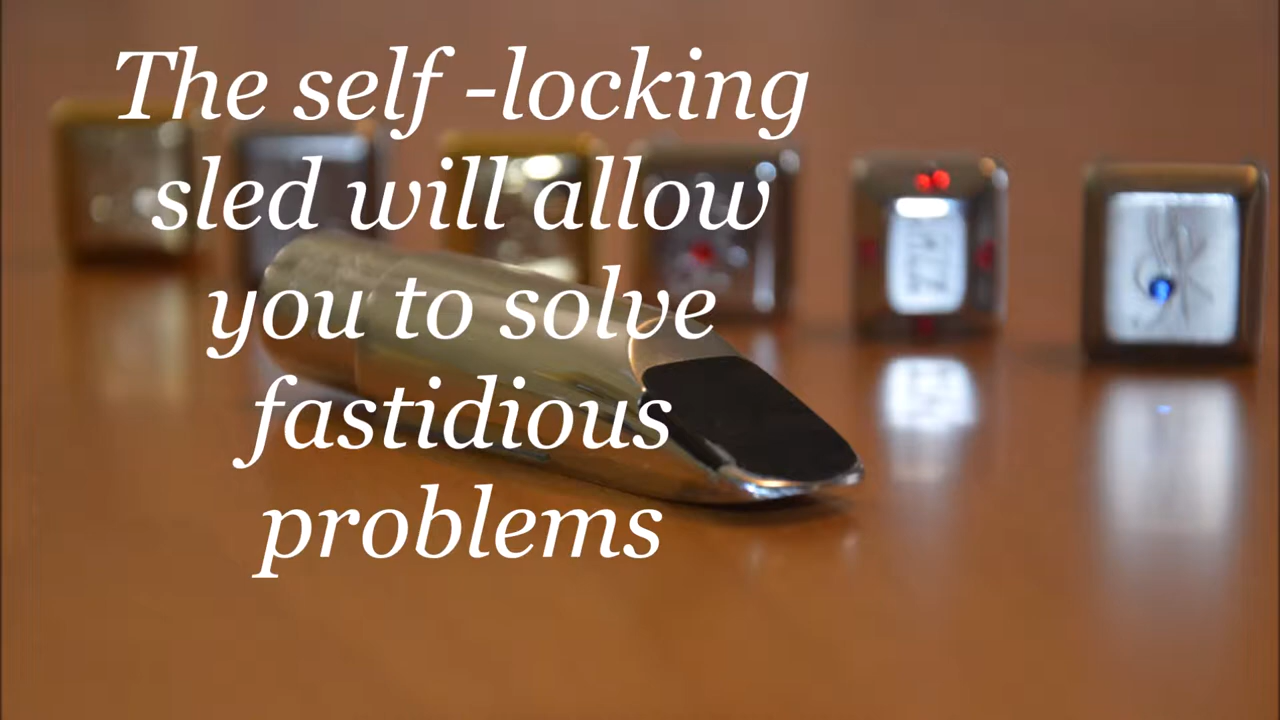 The self -locking
sled will allow
you to solve
fastidious
problems